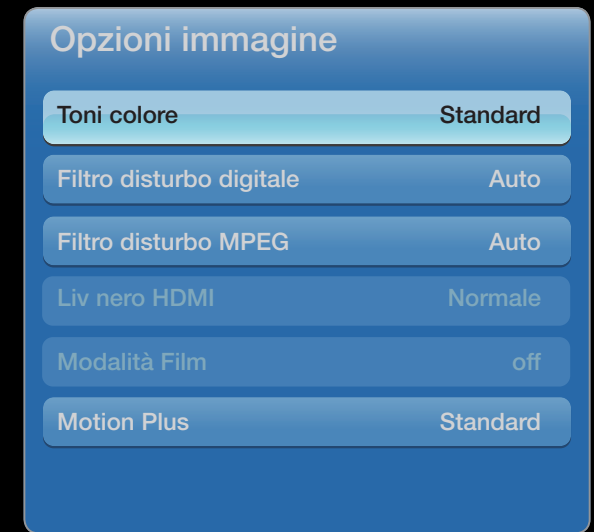 Opzioni immagine
Toni colore Standard
Filtro disturbo digitale Auto
Filtro disturbo MPEG Auto
Liv nero HDMI Normale
Modalità Film off
Motion Plus Standard